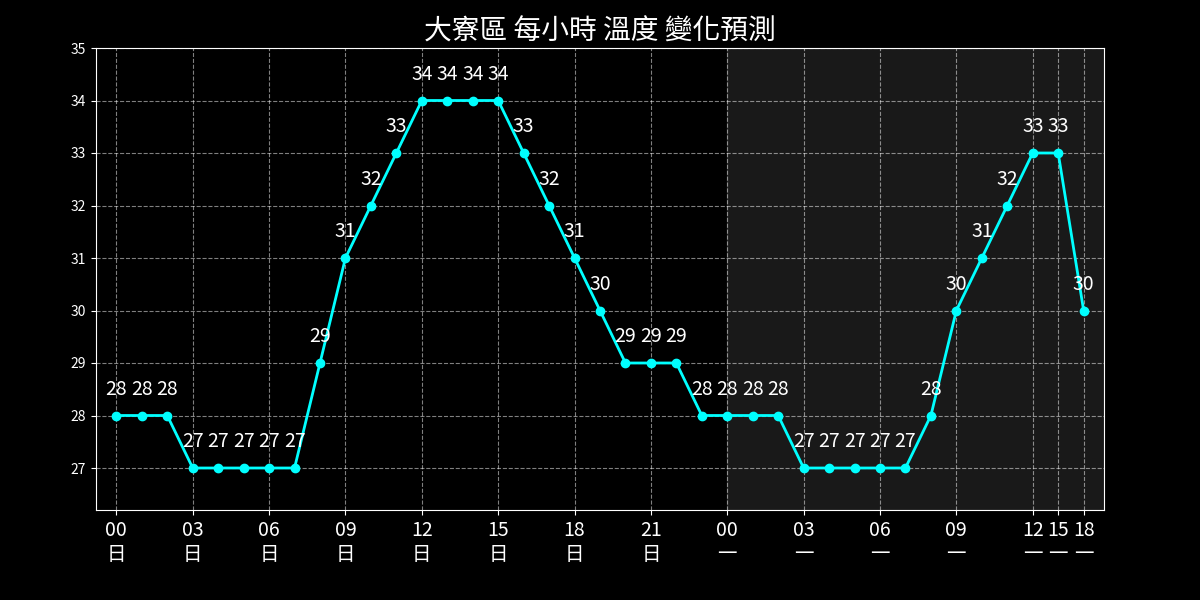 大寮區 每小時 溫度 變化預測
35
34 34 34 34
34
33 33 33 33
33
32 32 32
32
31 31 31
31
30 30 30
30
29 29 29 29
29
28 28 28 28 28 28 28 28
28
27 27 27 27 27 27 27 27 27 27
27
00 03 06 09 12 15 18 21 00 03 06 09 12 15 18
日 日 日 日 日 日 日 日 一 一 一 一 一 一 一